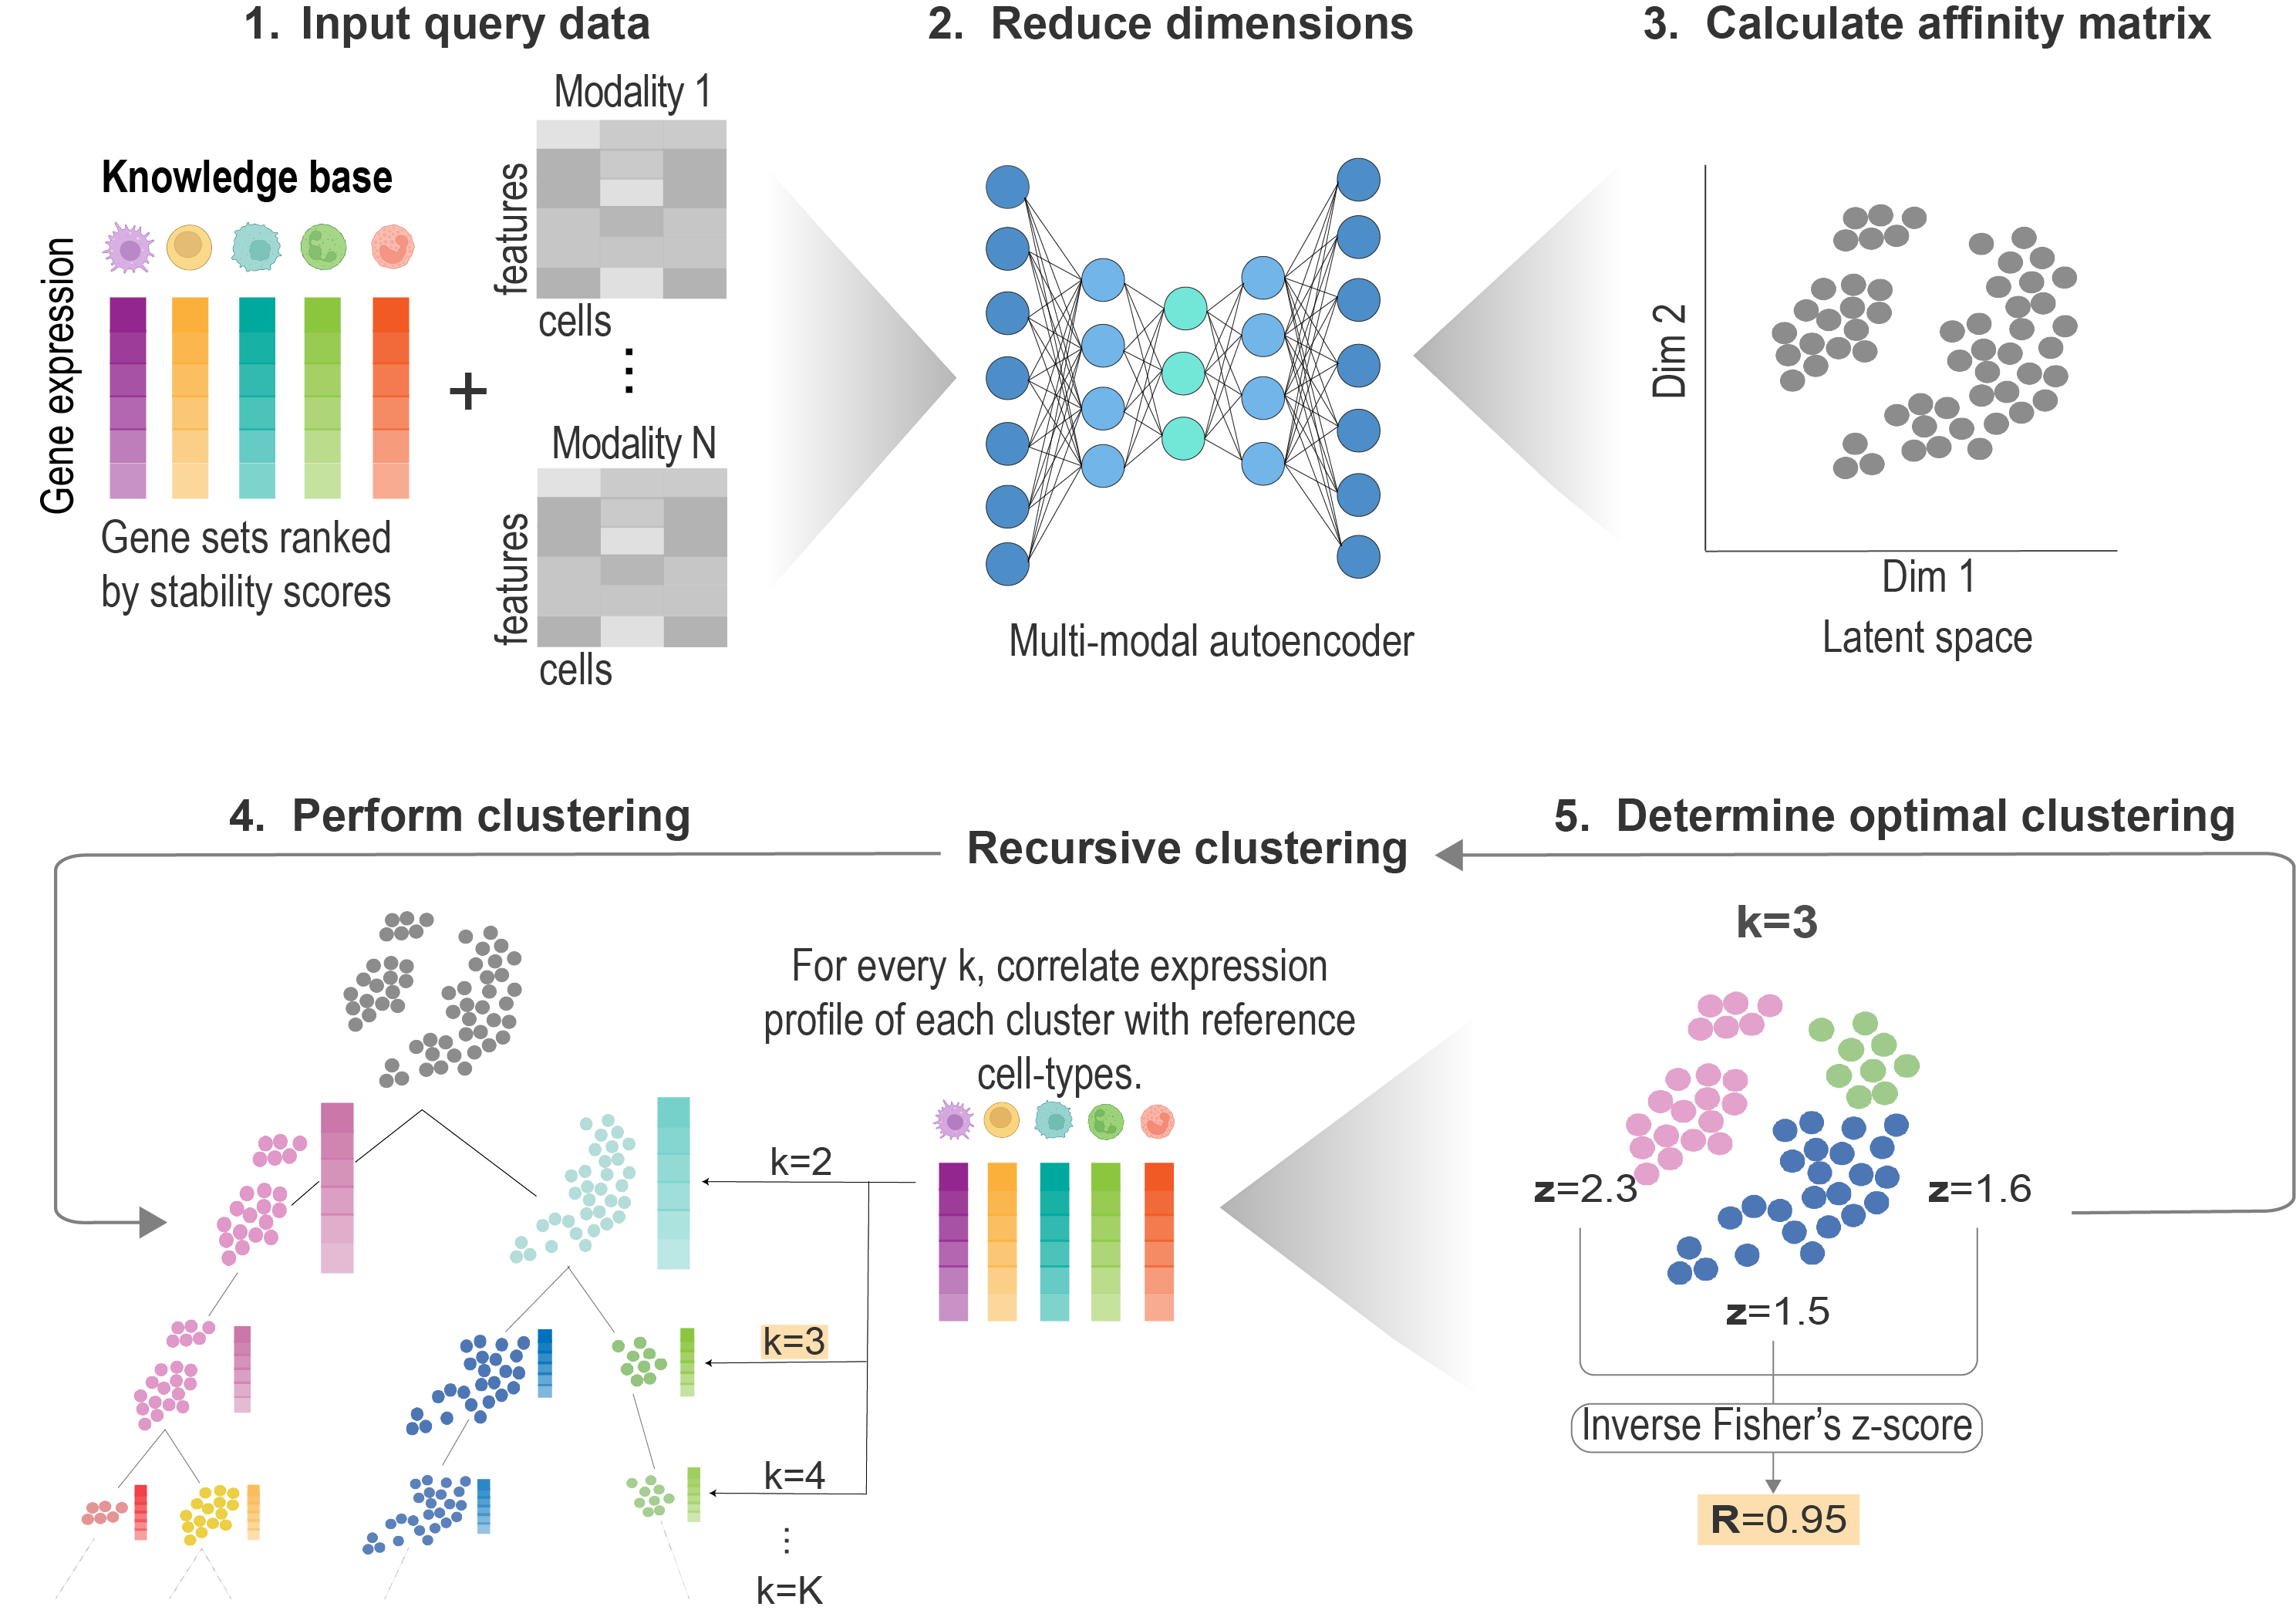 1. Input query data
Modality 1
Knowledge base
Gene expression
features
cells
+
⋮
Modality N
features
cells
Gene sets ranked
by stability scores
2. Reduce dimensions
Multi-modal autoencoder
3. Calculate affinity matrix
Dim 2
Dim 1
Latent space
4. Perform clustering
Recursive clustering
For every k, correlate expression
profile of each cluster with reference
cell-types.
k=2
k=3
k=4
⋮
k=K
5. Determine optimal clustering
k=3
z=2.3
z=1.6
z=1.5
Inverse Fisher’s z-score
R=0.95